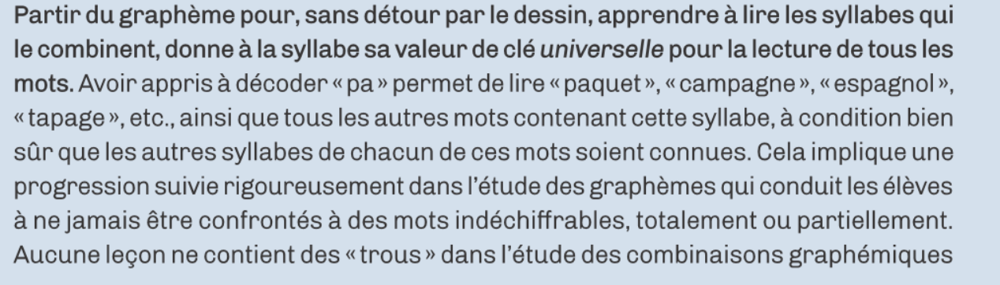 Partir du graphème pour, sans détour par le dessin, apprendre à lire les syllabes qui
le combinent, donne à la syllabe sa valeur de clé universelle pour la lecture de tous les
mots. Avoir appris à décoder « pa » permet de lire « paquet », « campagne », « espagnol »,
« tapage », etc., ainsi que tous les autres mots contenant cette syllabe, à condition bien
sûr que les autres syllabes de chacun de ces mots soient connues. Cela implique une
progression suivie rigoureusement dans l’étude des graphèmes qui conduit les élèves
à ne jamais être confrontés à des mots indéchiffrables, totalement ou partiellement.
Aucune leçon ne contient des « trous » dans l’étude des combinaisons graphémiques